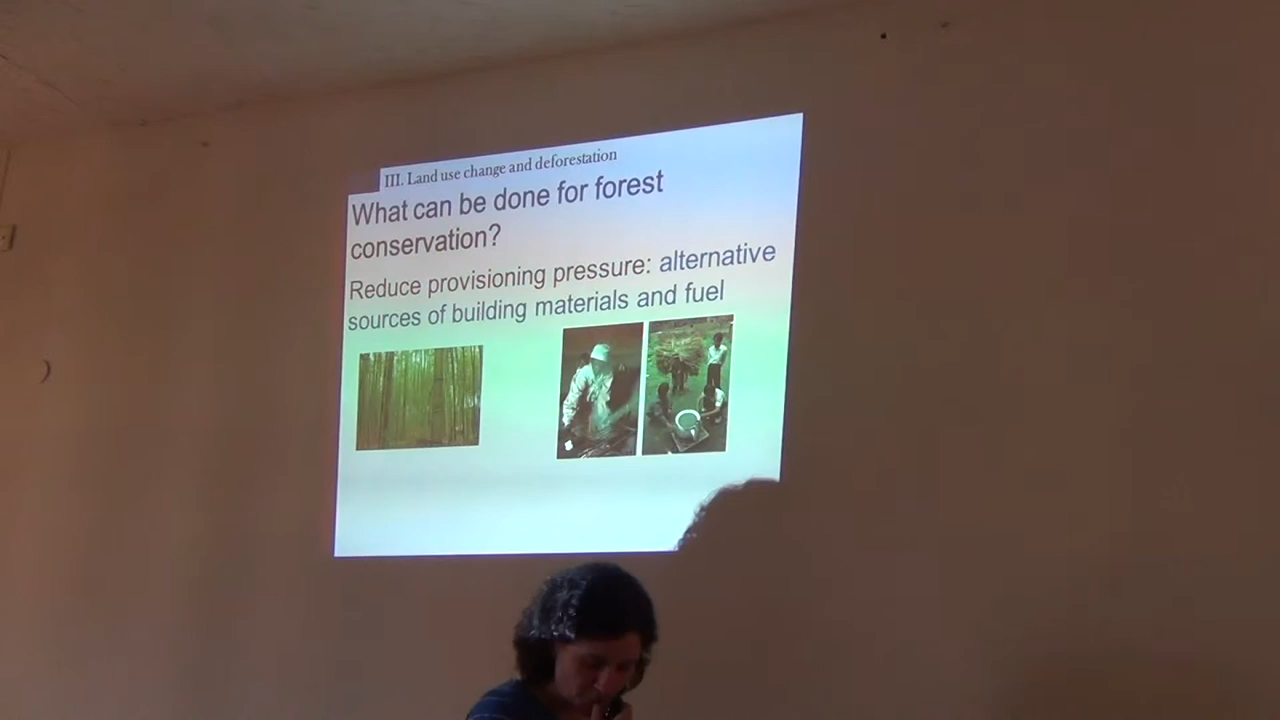 III. Land use change and deforestation
What can be done for forest
conservation?
Reduce provisioning pressure: alternative
sources of building materials and fuel